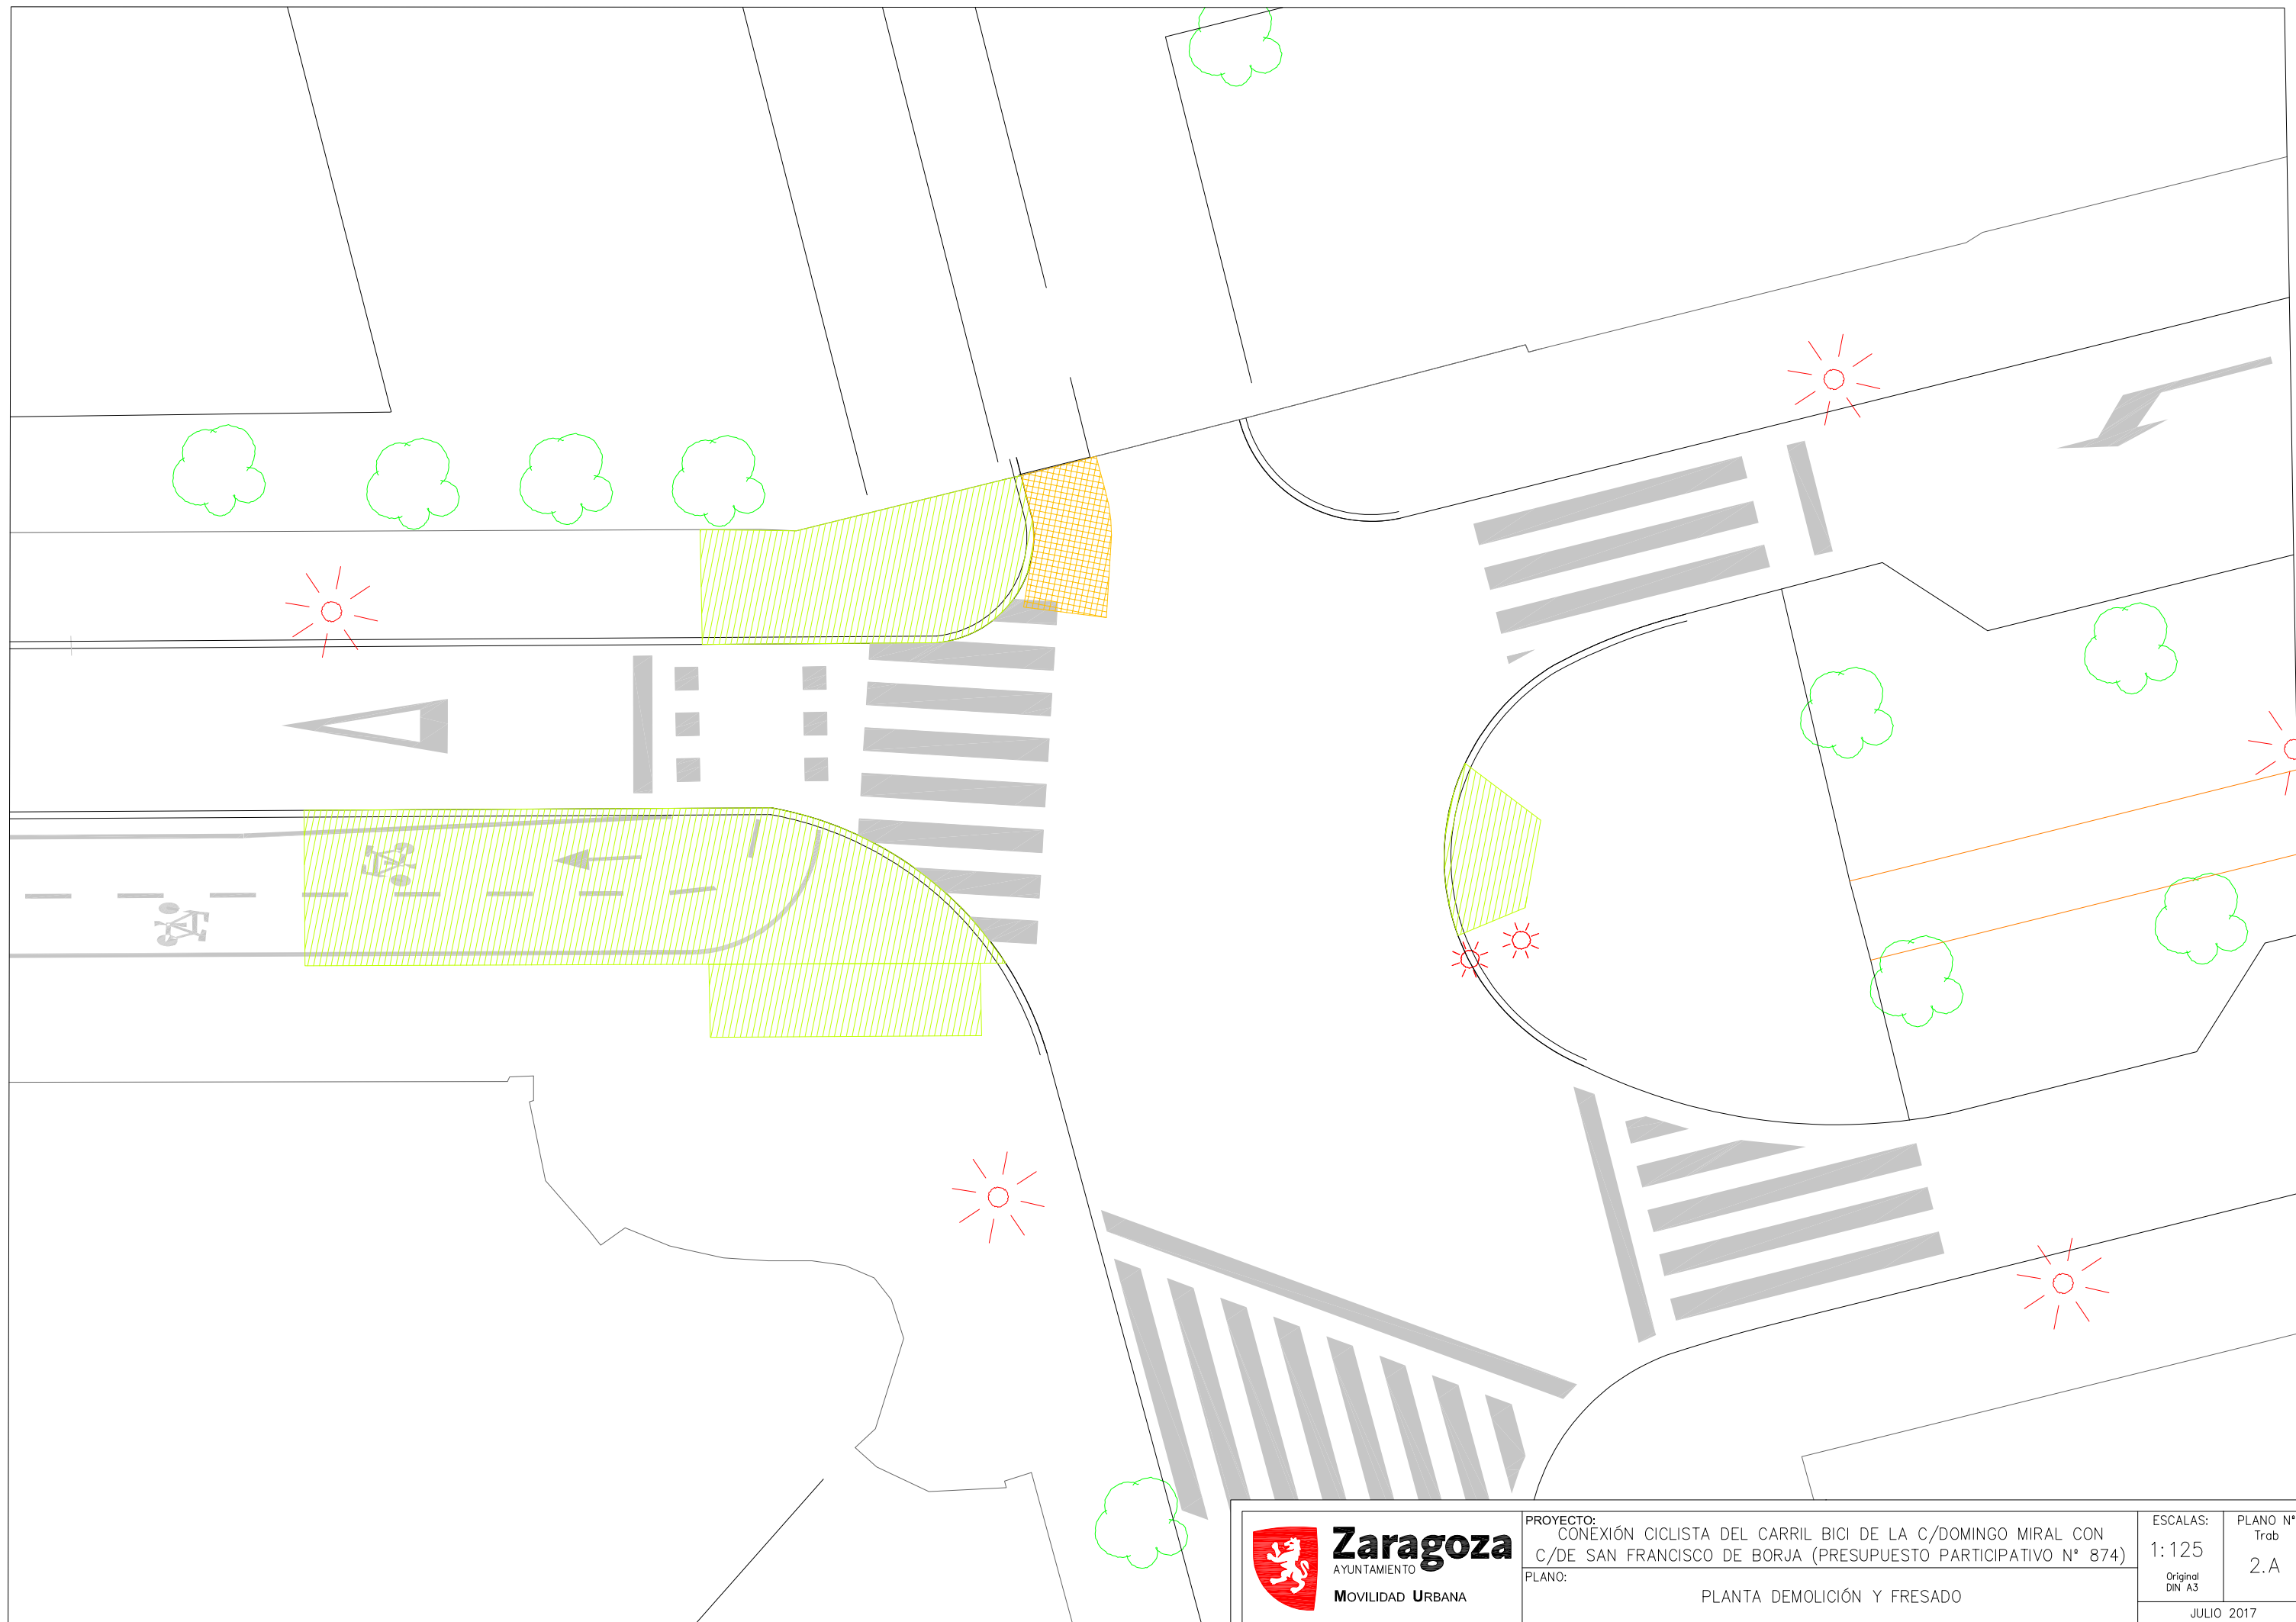 Zaragoza
AYUNTAMIENTO
MOVILIDAD URBANA
PROYECTO:
CONEXIÓN CICLISTA DEL CARRIL BICI DE LA C/DOMINGO MIRAL CON
C/DE SAN FRANCISCO DE BORJA (PRESUPUESTO PARTICIPATIVO Nº 874)
PLANO:
PLANTA DEMOLICIÓN Y FRESADO
ESCALAS:
1:125
Original
DIN A3
PLANO Nº
Trab
2.A
JULIO 2017